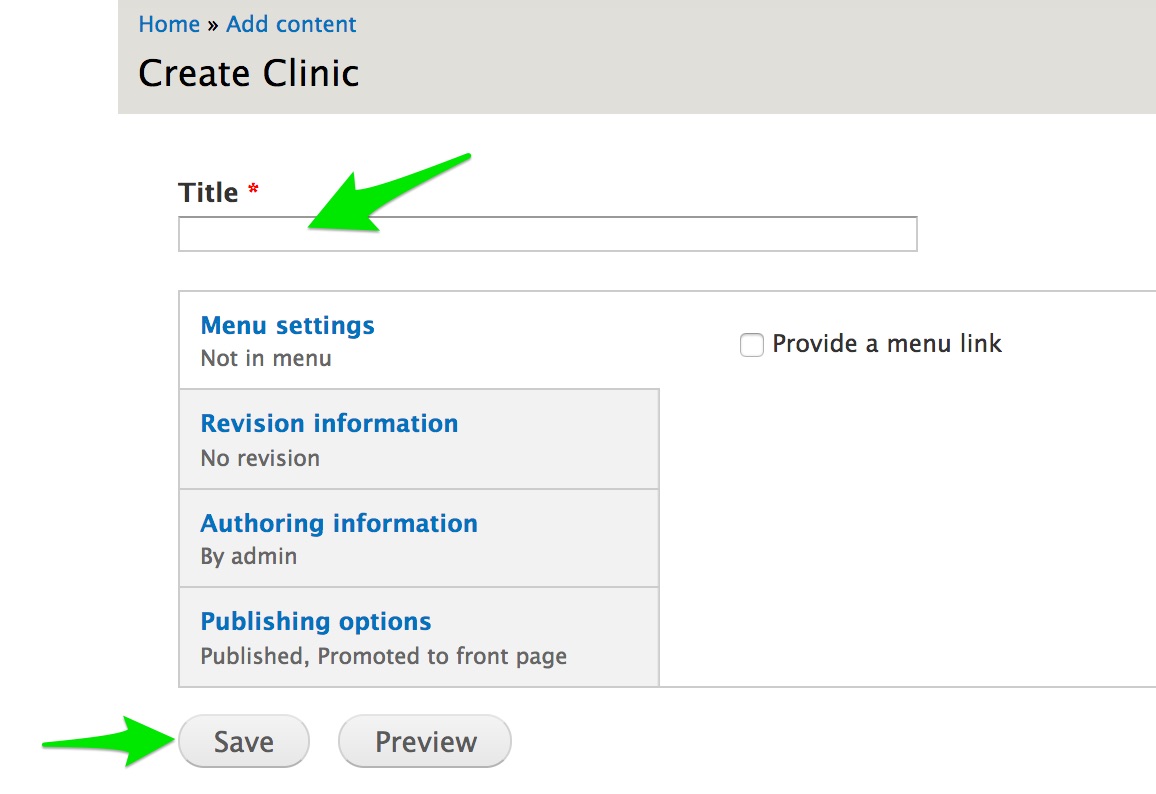 Home » Add content
Create Clinic
Title *
Menu settings
Not in menu
Provide a menu link
Revision information
No revision
Authoring information
By admin
Publishing options
Published, Promoted to front page
Save Preview